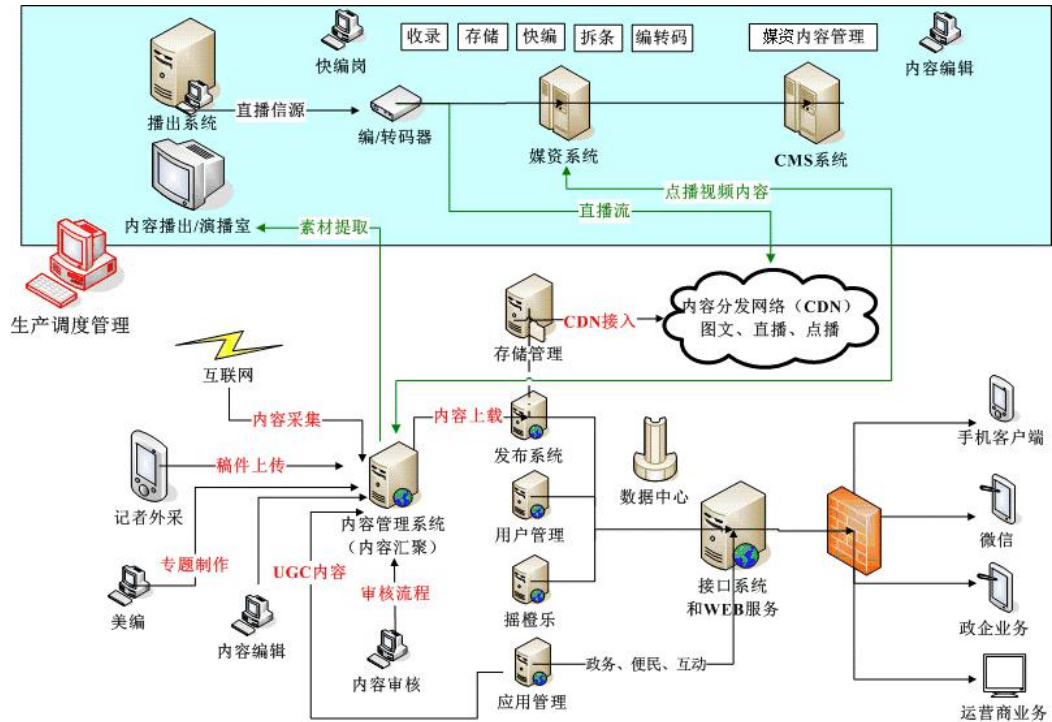 收录
存储
快编
拆条
编转码
媒资内容管理
快编岗
内容编辑
播出系统
直播信源
编/转码器
媒资系统
CMS系统
点播视频内容
直播流
内容播出/演播室
素材提取
生产调度管理
内容分发网络（CDN）
图文、直播、点播
CDN接入
存储管理
互联网
内容采集
内容上载
发布系统
手机客户端
稿件上传
记者外采
内容管理系统
（内容汇聚）
数据中心
用户管理
微信
专题制作
UGC内容
审核流程
接口系统
和WEB服务
美编
内容编辑
摇橙乐
政企业务
内容审核
政务、便民、互动
应用管理
运营商业务